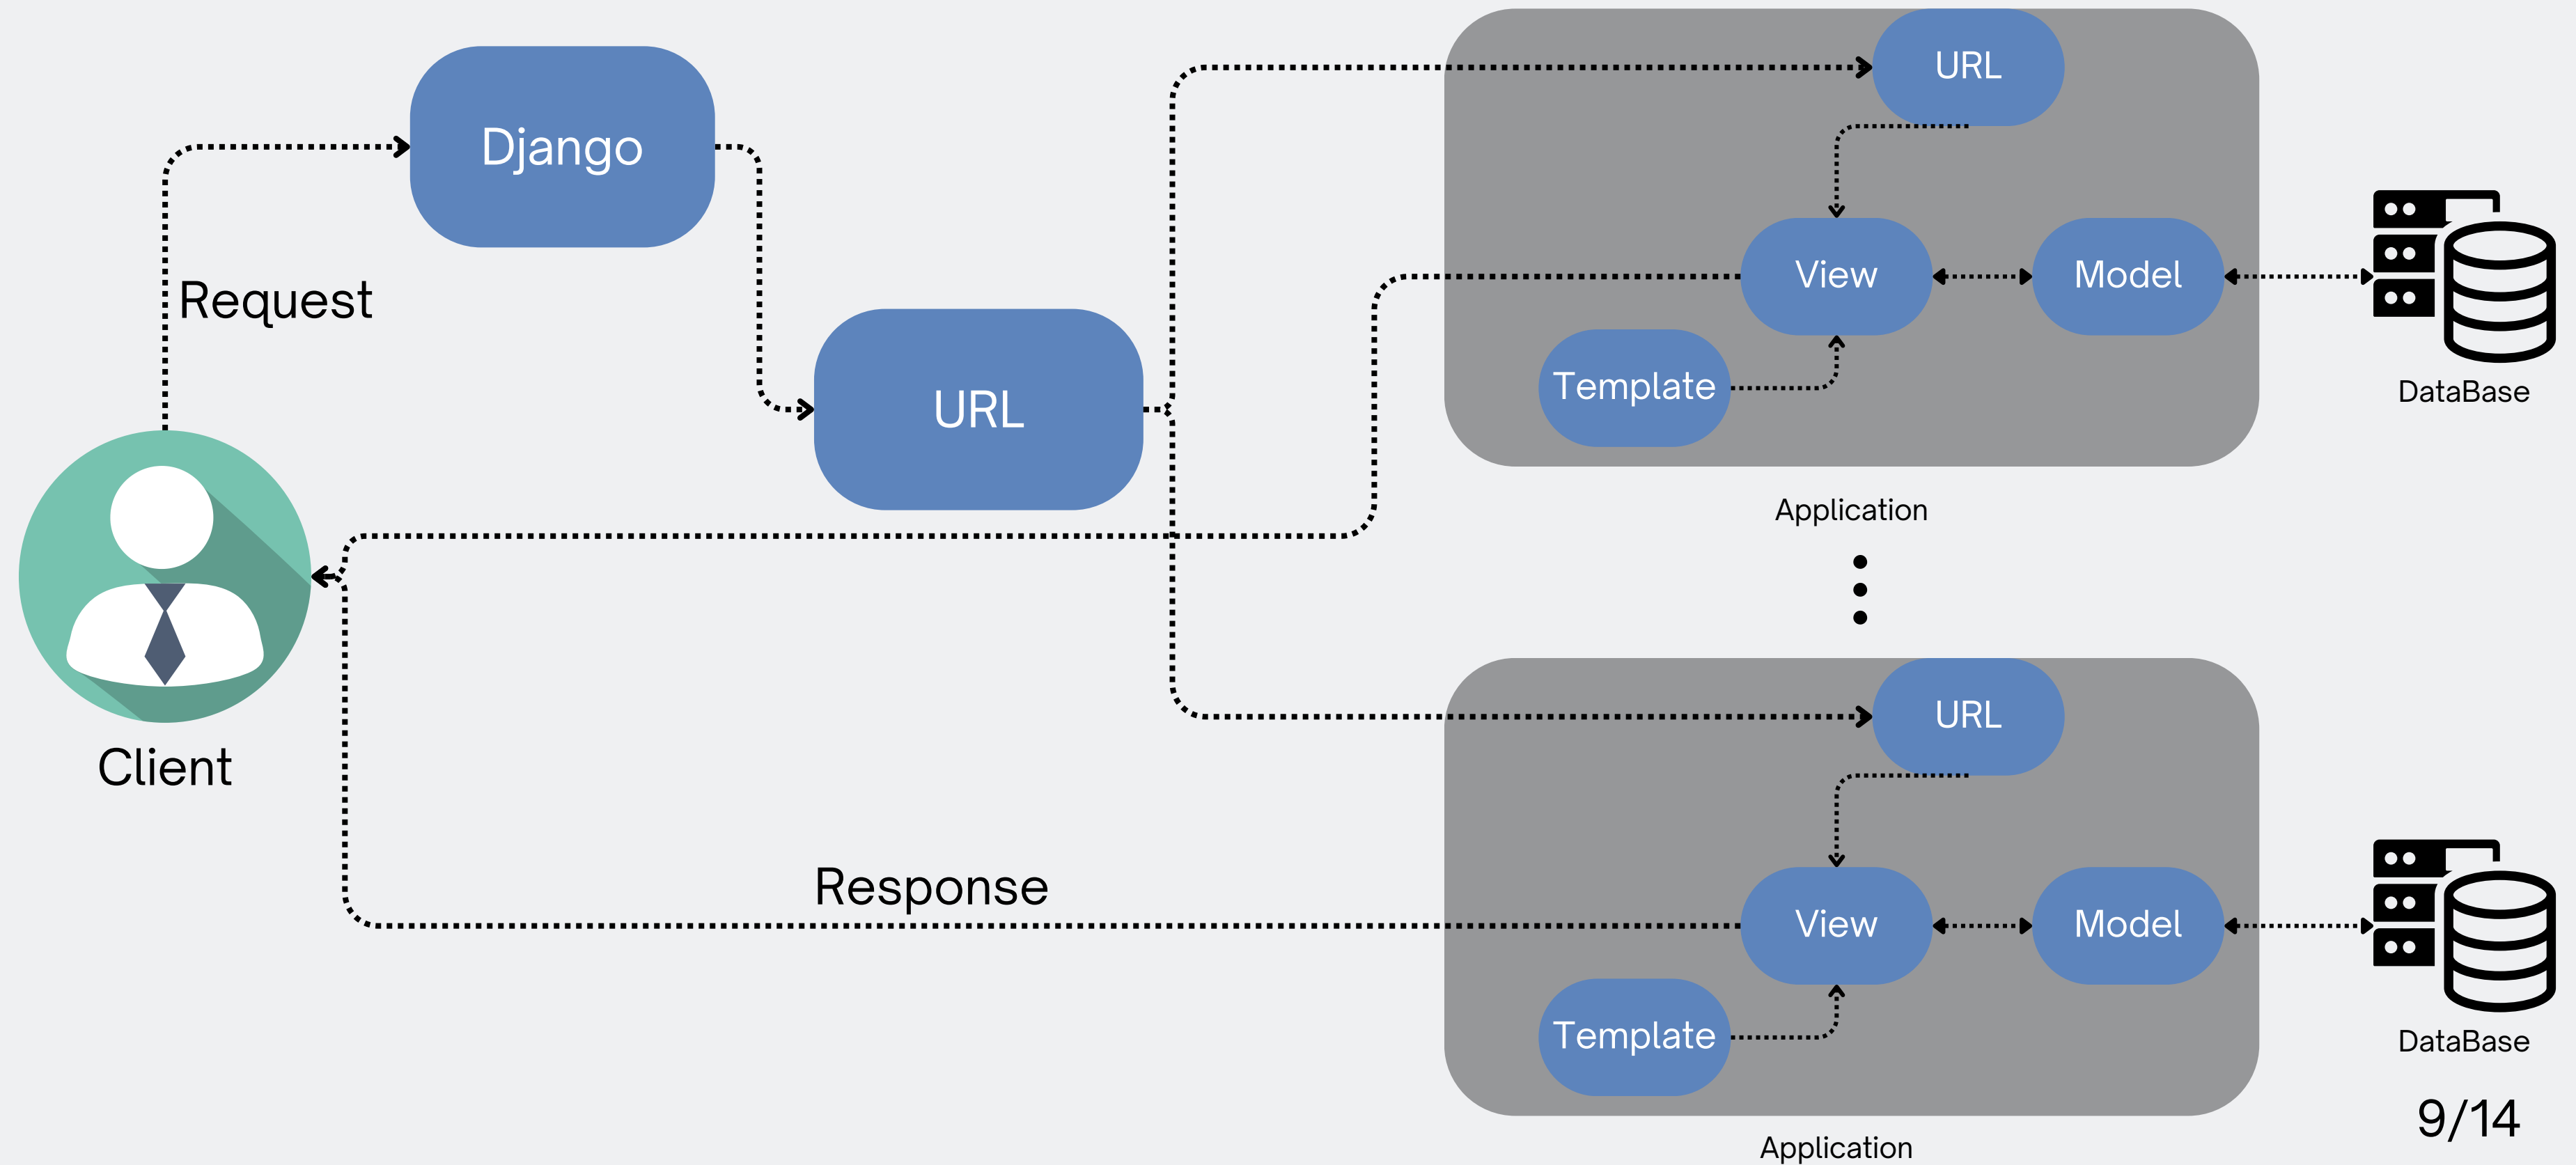 Django
Request
URL
Client
Response
URL
View
Model
Template
DataBase
Application
URL
View
Model
Template
DataBase
Application
9/14